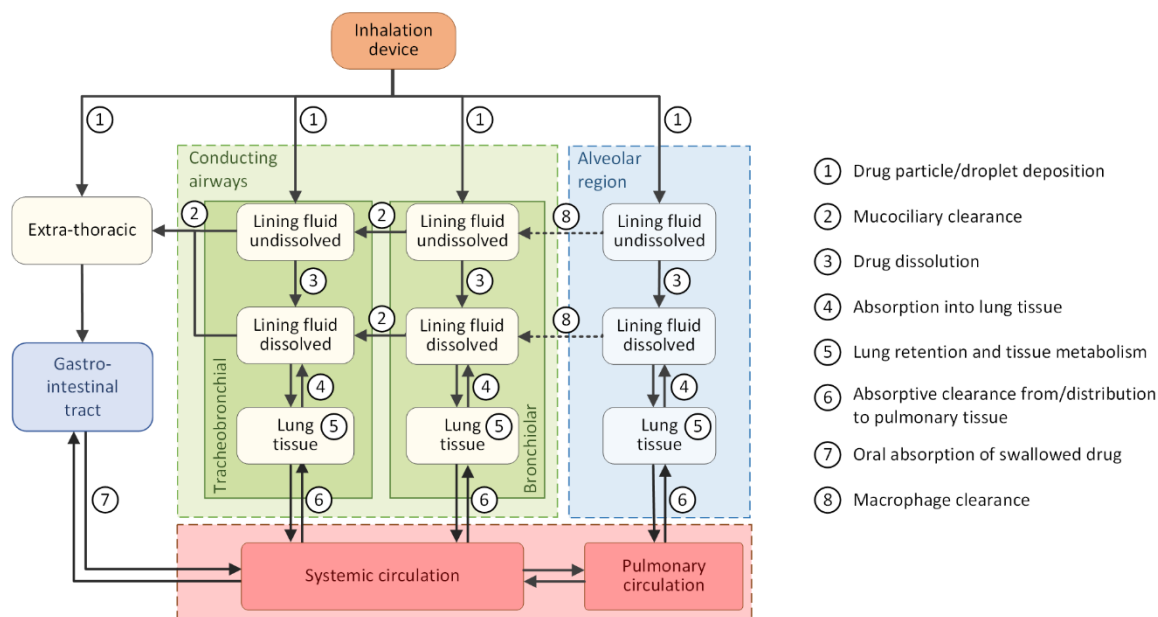 Inhalation
device
1
1
1
1
Conducting
airways
Alveolar
region
Extra-thoracic
2
Lining fluid
undissolved
2
Lining fluid
undissolved
8
Lining fluid
undissolved
3
3
3
Lining fluid
dissolved
2
Lining fluid
dissolved
8
Lining fluid
dissolved
Gastro-
intestinal
tract
Tracheobronchial
4
4
4
Lung
tissue
5
Lung
tissue
5
Bronchiolar
Lung
tissue
5
7
6
6
6
Systemic circulation
Pulmonary
circulation
1 Drug particle/droplet deposition
2 Mucociliary clearance
3 Drug dissolution
4 Absorption into lung tissue
5 Lung retention and tissue metabolism
6 Absorptive clearance from/distribution
to pulmonary tissue
7 Oral absorption of swallowed drug
8 Macrophage clearance